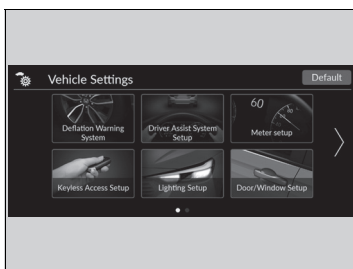 Vehicle Settings
Default
Deflation Warning
System
Driver Assist System
Setup
60
Meter setup
Keyless Access Setup
Lighting Setup
Door/Window Setup